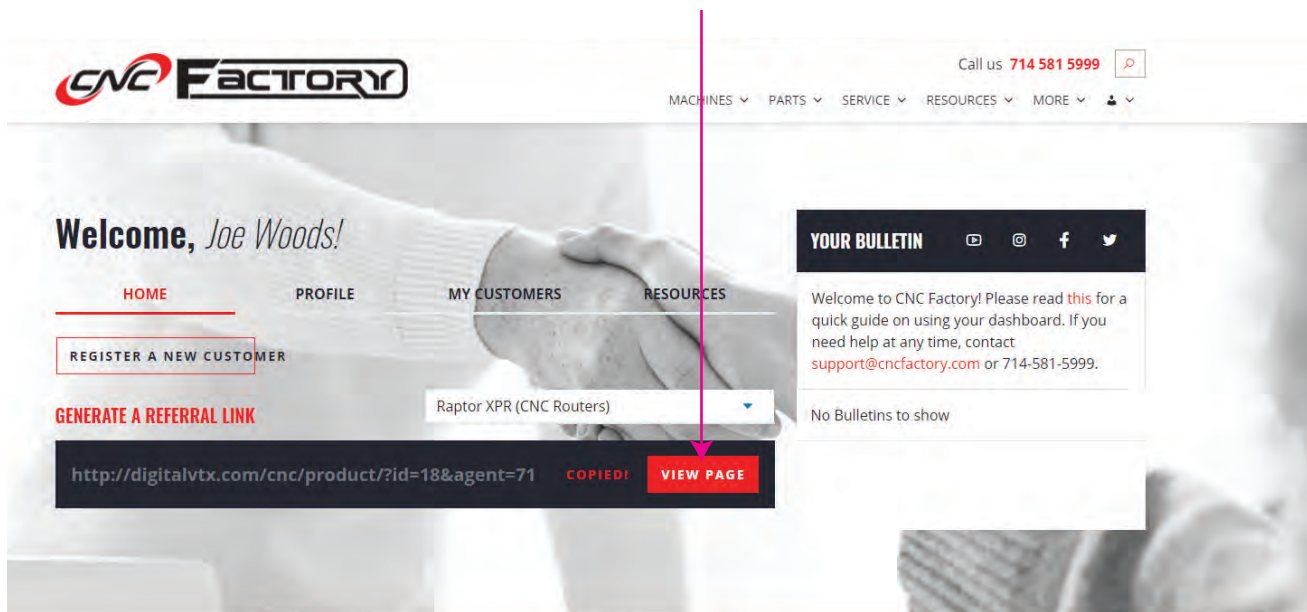 CNC FACTORY
Call us 714 581 5999
MACHINES PARTS SERVICE RESOURCES MORE
Welcome, Joe Woods!
HOME PROFILE MY CUSTOMERS RESOURCES
REGISTER A NEW CUSTOMER
GENERATE A REFERRAL LINK
Raptor XPR (CNC Routers)
http://digitalvtx.com/cnc/product/?id=18&agent=71 COPIED! VIEW PAGE
YOUR BULLETIN
Welcome to CNC Factory! Please read this for a
quick guide on using your dashboard. If you
need help at any time, contact
support@cncfactory.com or 714-581-5999.
No Bulletins to show